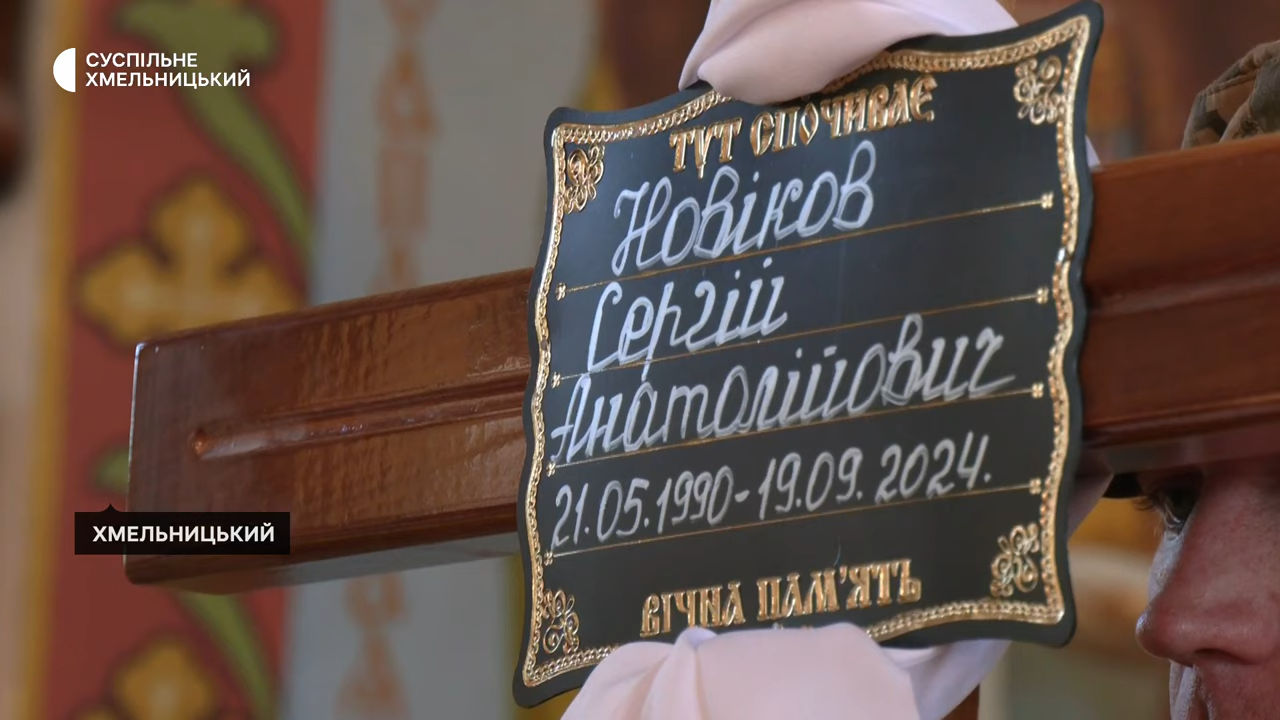 СУСПІЛЬНЕ
ХМЕЛЬНИЦЬКИЙ
ТУТ СПОЧИВАЄ
Новіков
Сергій
Анатолійович
21.05.1990-19.09.2024.
ВІЧНА ПАМ'ЯТЬ
ХМЕЛЬНИЦЬКИЙ